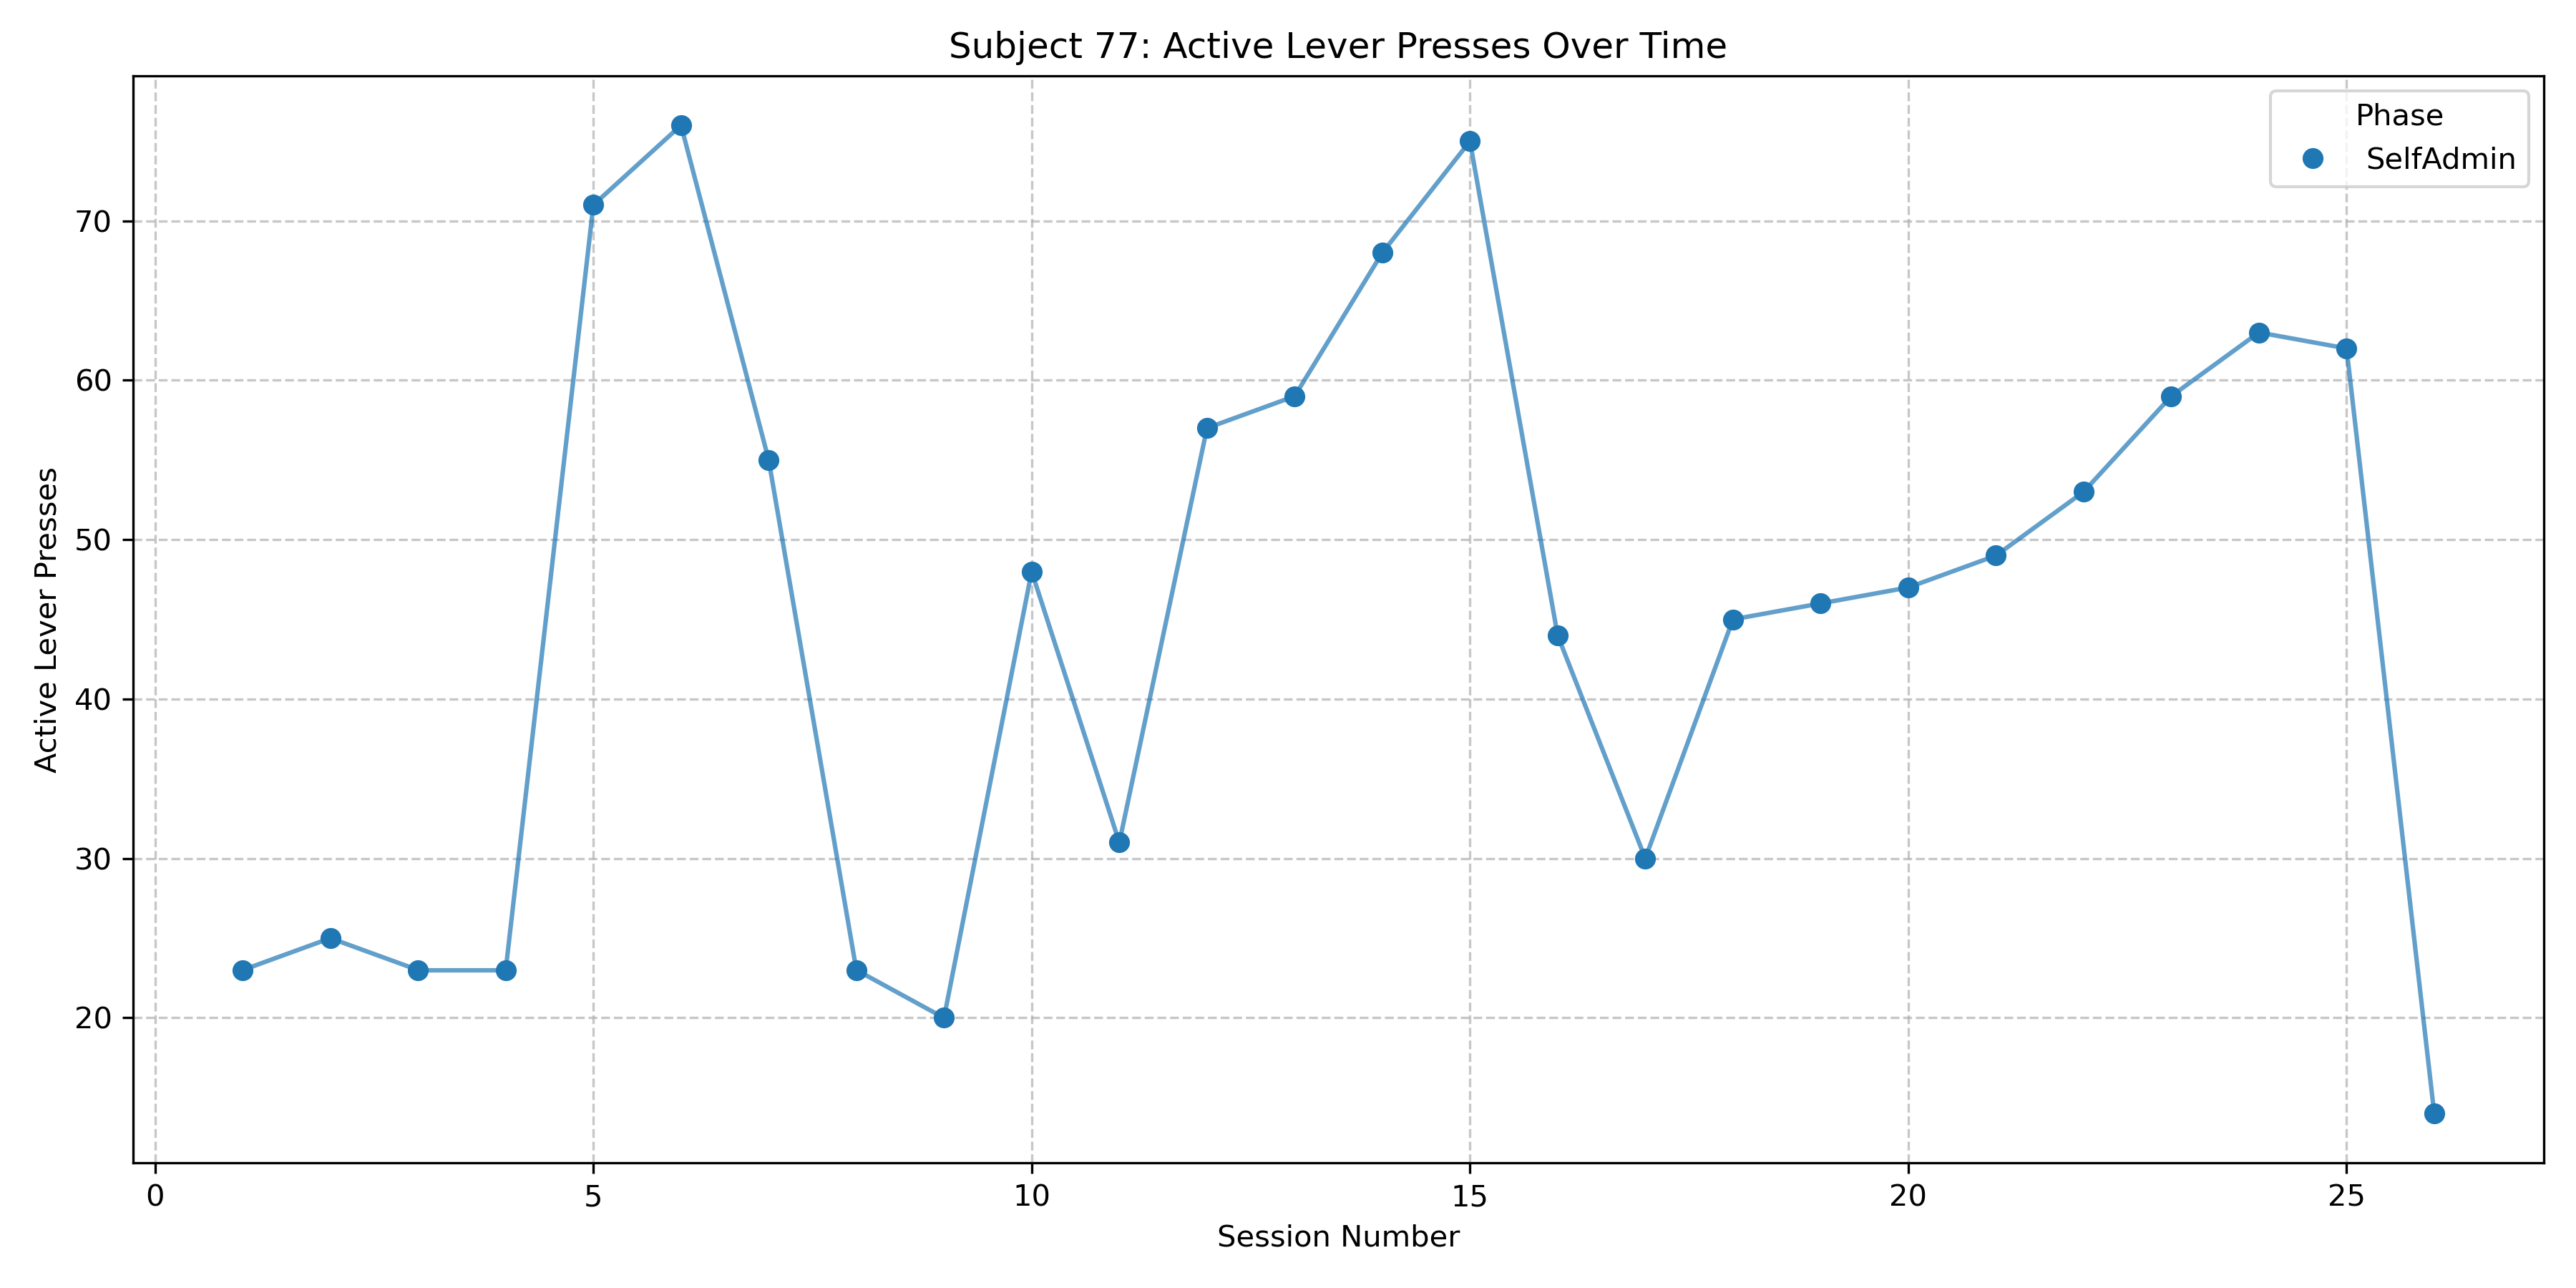 Subject 77: Active Lever Presses Over Time
Phase
SelfAdmin
Active Lever Presses
70
60
50
40
30
20
0 5 10 15 20 25
Session Number